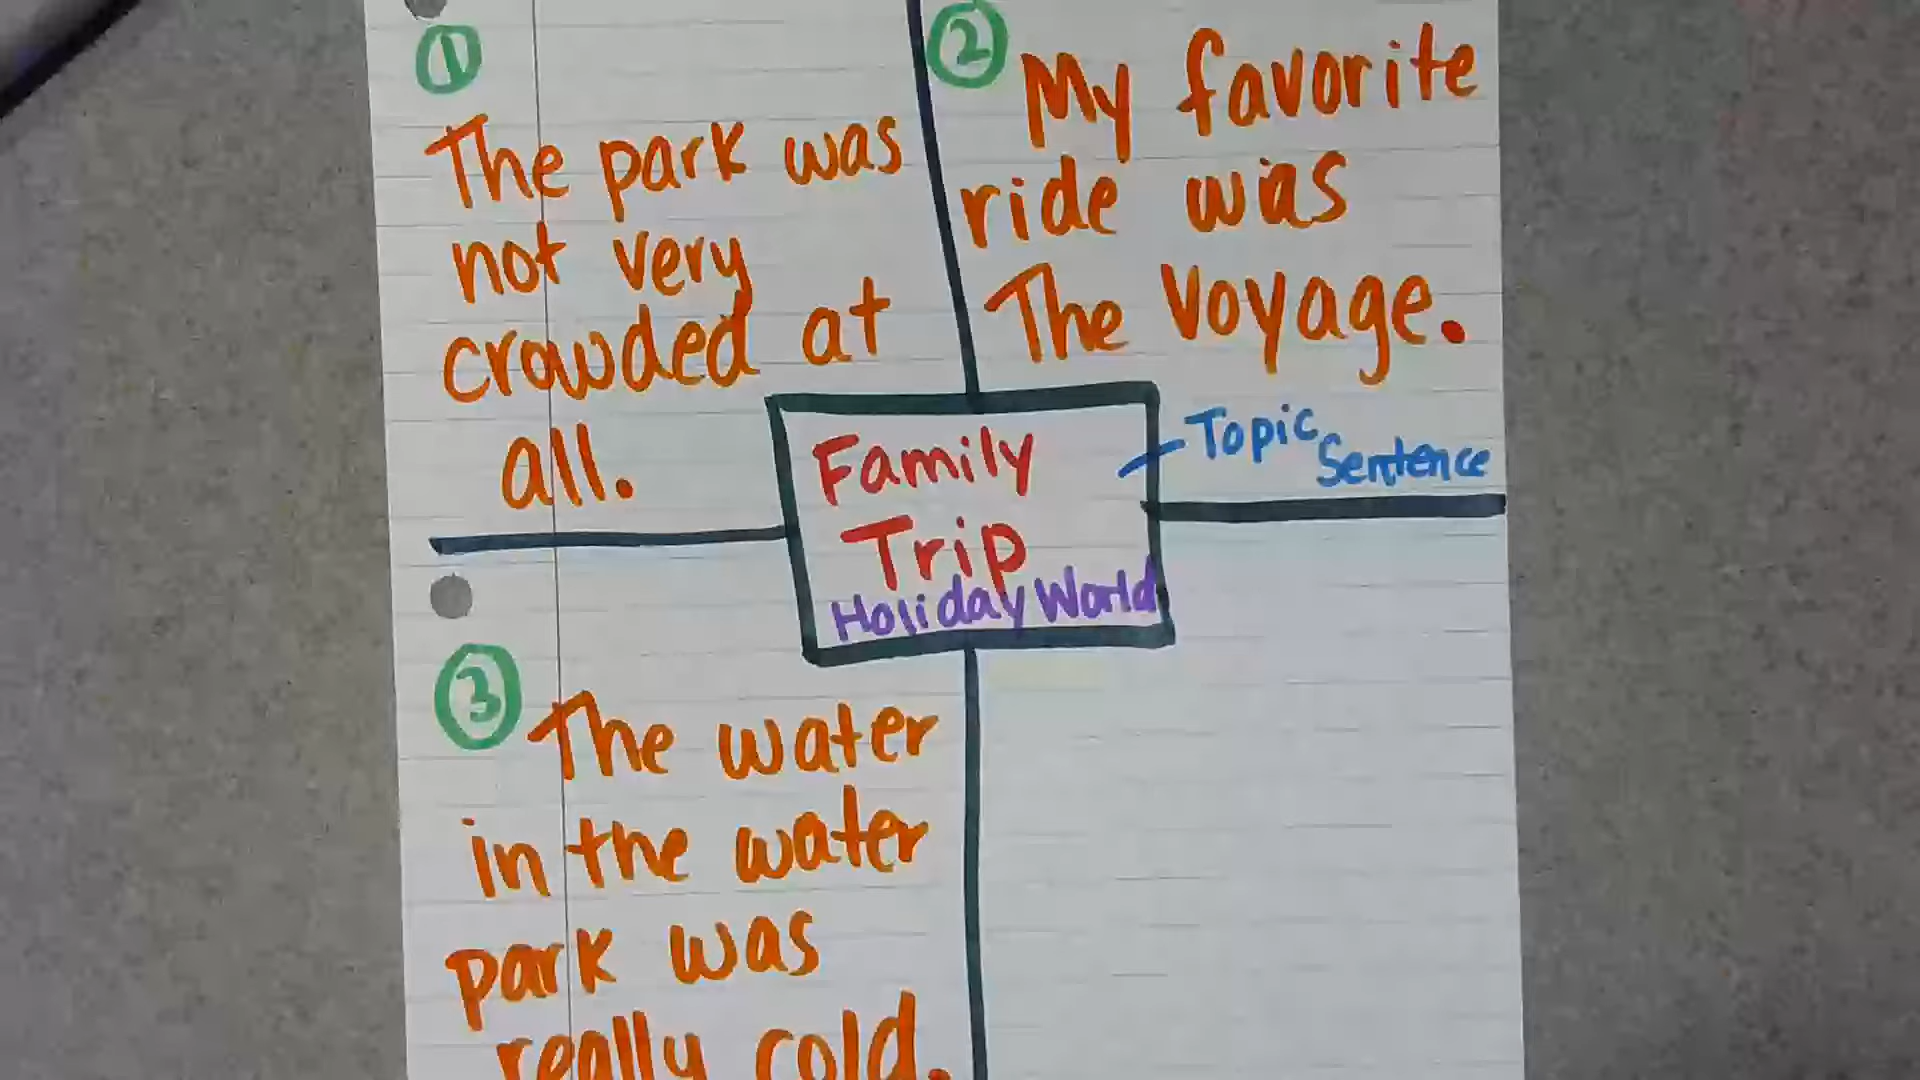 ①
The park was
not very
crowded at
all.
②
My favorite
ride was
The Voyage.
Family
Trip
Holiday World
Topic
Sentence
③
The water
in the water
park was
really cold.